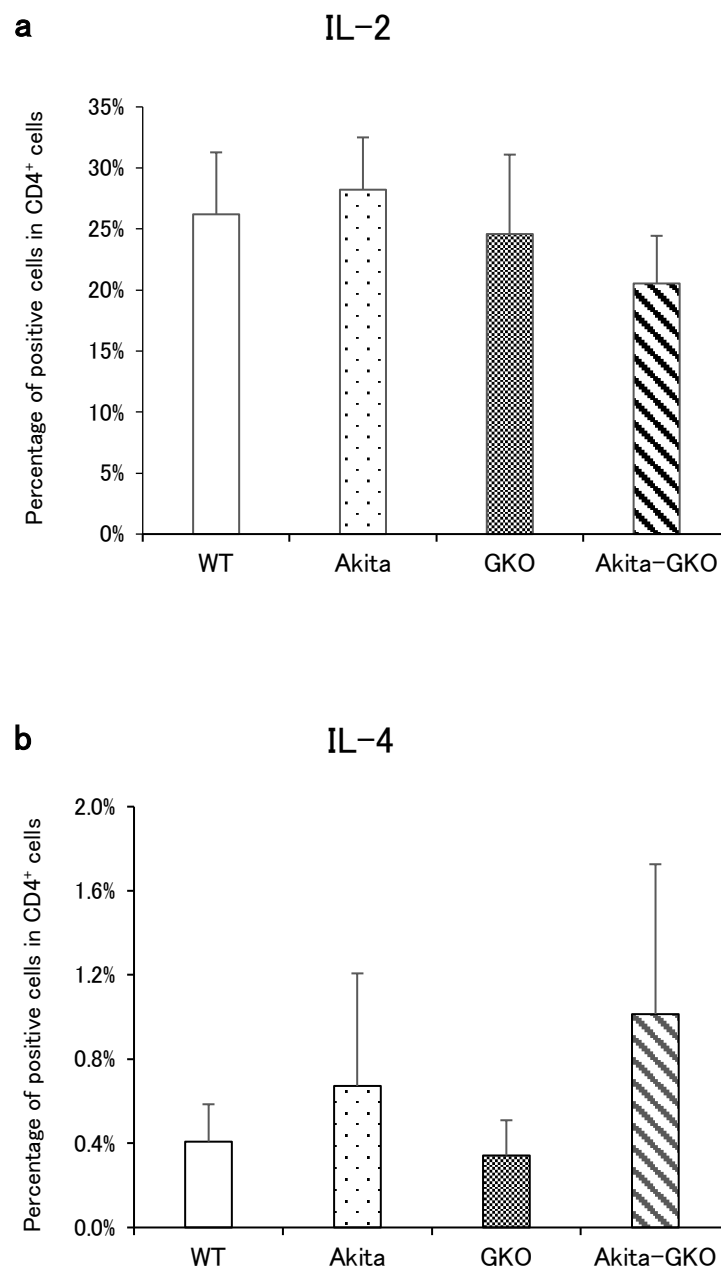 a
IL-2
Percentage of positive cells in CD4⁺ cells
35%
30%
25%
20%
15%
10%
5%
0%
WT Akita GKO Akita-GKO
b
IL-4
Percentage of positive cells in CD4⁺ cells
2.0%
1.6%
1.2%
0.8%
0.4%
0.0%
WT Akita GKO Akita-GKO